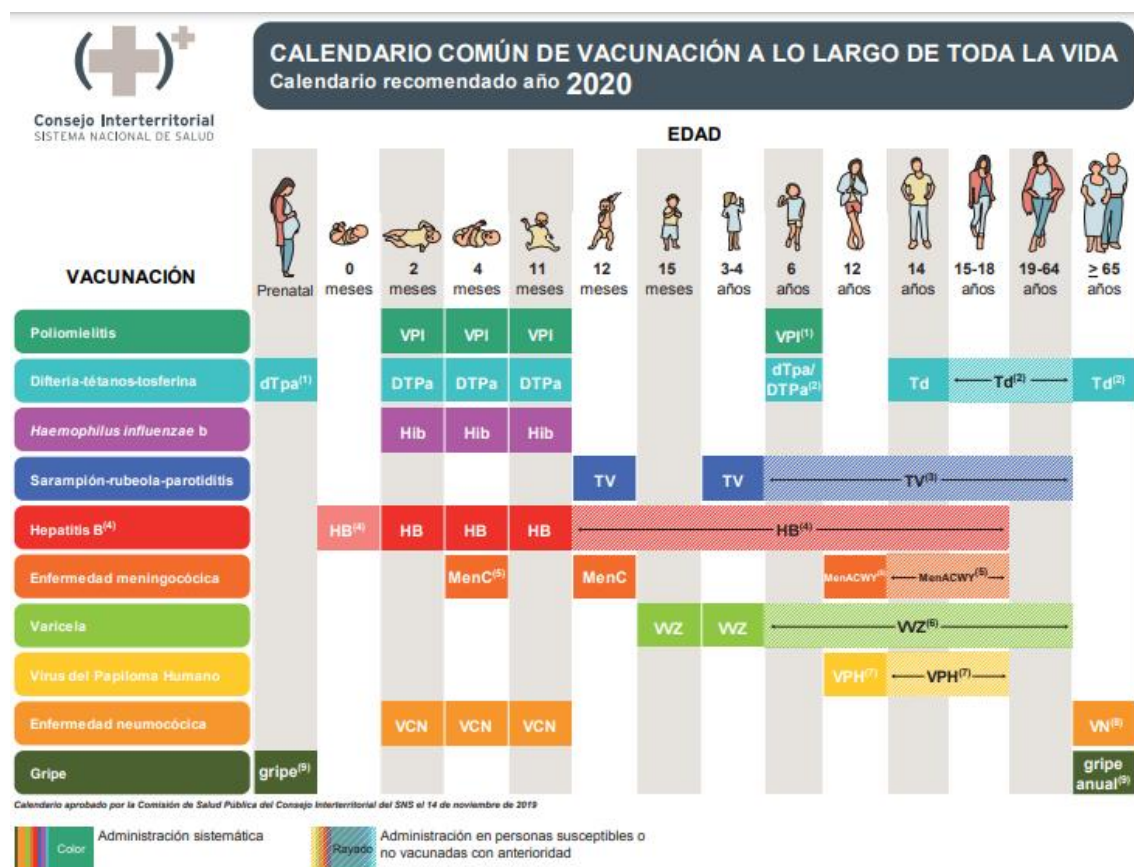 CALENDARIO COMÚN DE VACUNACIÓN A LO LARGO DE TODA LA VIDA
Calendario recomendado año 2020
Consejo Interterritorial
SISTEMA NACIONAL DE SALUD
EDAD
VACUNACIÓN
Prenatal
0 meses
2 meses
4 meses
11 meses
12 meses
15 meses
3-4 años
6 años
12 años
14 años
15-18 años
19-64 años
≥ 65 años
Poliomielitis VPI VPI VPI VPI(1)
Difteria-tétanos-tosferina dTpa(1) DTPa DTPa DTPa dTpa/ DTPa(2) Td Td(2) Td(2)
Haemophilus influenzae b Hib Hib Hib
Sarampión-rubeola-parotiditis TV TV TV(3)
Hepatitis B(4) HB(4) HB HB HB HB(4)
Enfermedad meningocócica MenC(5) MenC MenACWY MenACWY(5)
Varicela VVZ VVZ VVZ(6)
Virus del Papiloma Humano VPH(7) VPH(7)
Enfermedad neumocócica VCN VCN VCN VN(8)
Gripe gripe(9) gripe anual(9)
Calendario aprobado por la Comisión de Salud Pública del Consejo Interterritorial del SNS el 14 de noviembre de 2019
Color Administración sistemática
Rayado Administración en personas susceptibles o
no vacunadas con anterioridad